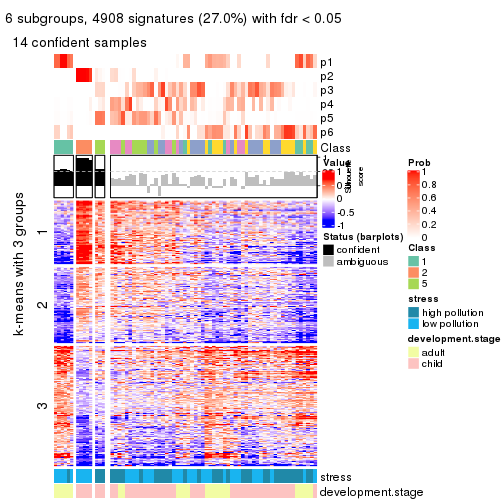 6 subgroups, 4908 signatures (27.0%) with fdr < 0.05
14 confident samples
p1
p2
p3
p4
p5
p6
Class
1
Silhouette
score
k-means with 3 groups
1
2
3
stress
development.stage
Value
1
0.5
0
-0.5
-1
Status (barplots)
confident
ambiguous
Prob
1
0.8
0.6
0.4
0.2
0
Class
1
2
5
stress
high pollution
low pollution
development.stage
adult
child